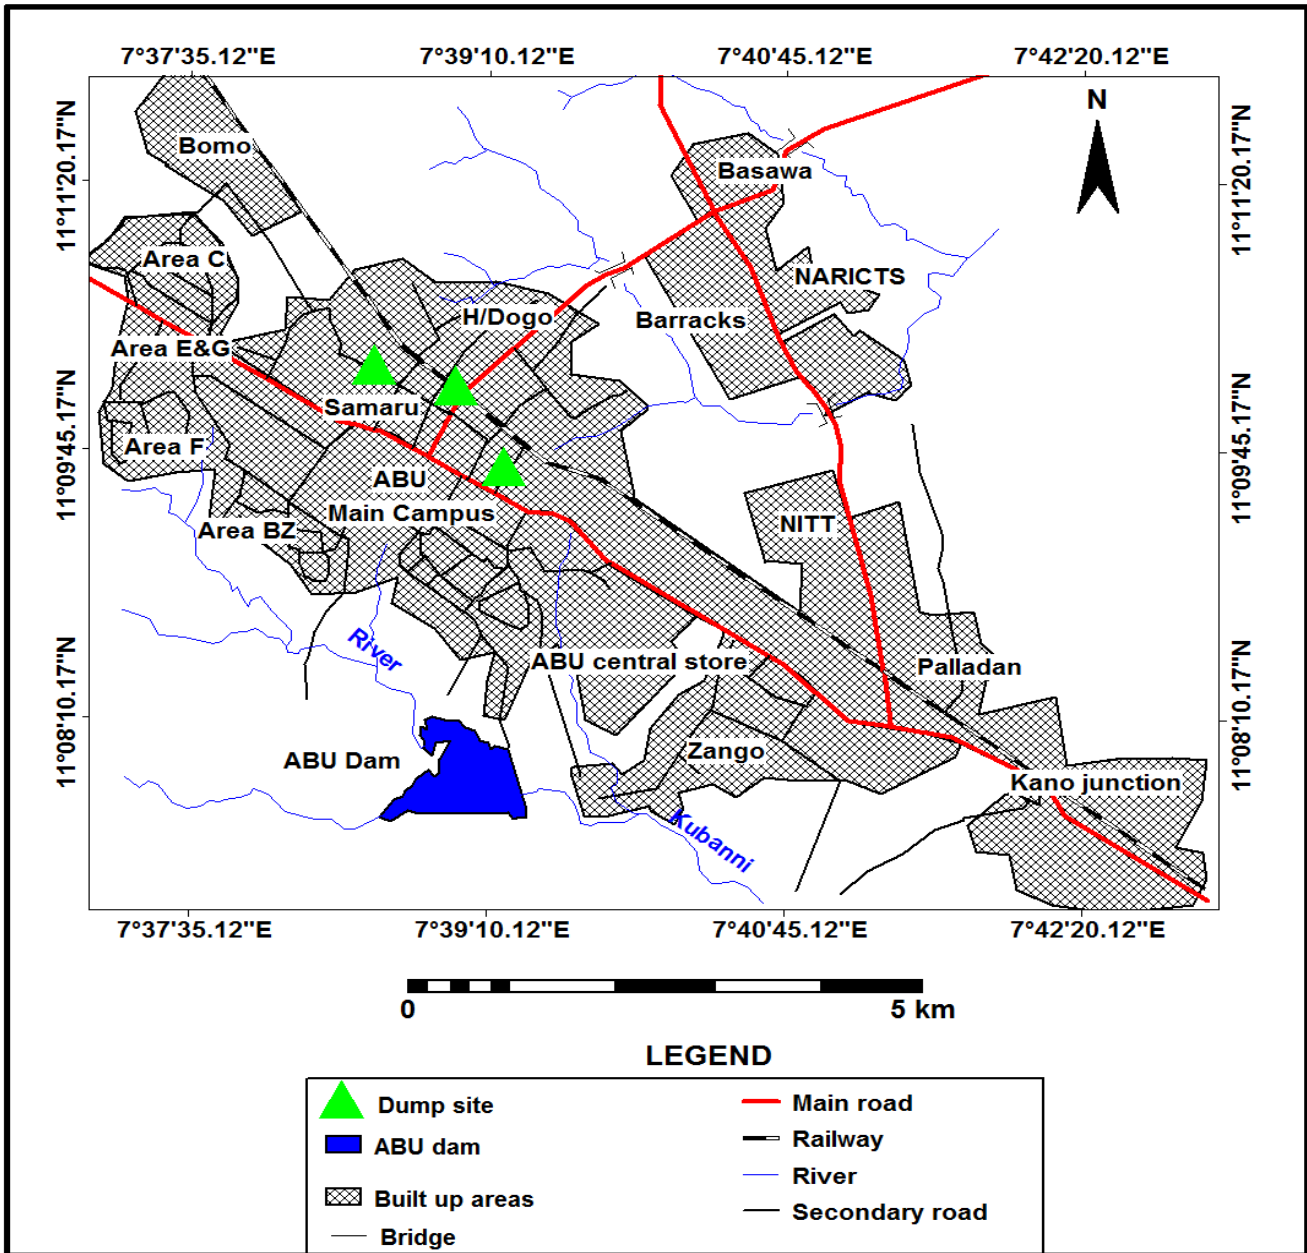 7°37'35.12"E 7°39'10.12"E 7°40'45.12"E 7°42'20.12"E
N
11°11'20.17"N
11°11'20.17"N
Bomo
Basawa
Area C
NARICTS
H/Dogo
Barracks
Area E&G
Samaru
11°09'45.17"N
11°09'45.17"N
Area F
ABU
Main Campus
Area BZ
NITT
River
ABU central store
Palladan
11°08'10.17"N
11°08'10.17"N
ABU Dam
Zango
Kano junction
Kubanni
7°37'35.12"E 7°39'10.12"E 7°40'45.12"E 7°42'20.12"E
0 5 km
LEGEND
Dump site
ABU dam
Built up areas
Bridge
Main road
Railway
River
Secondary road